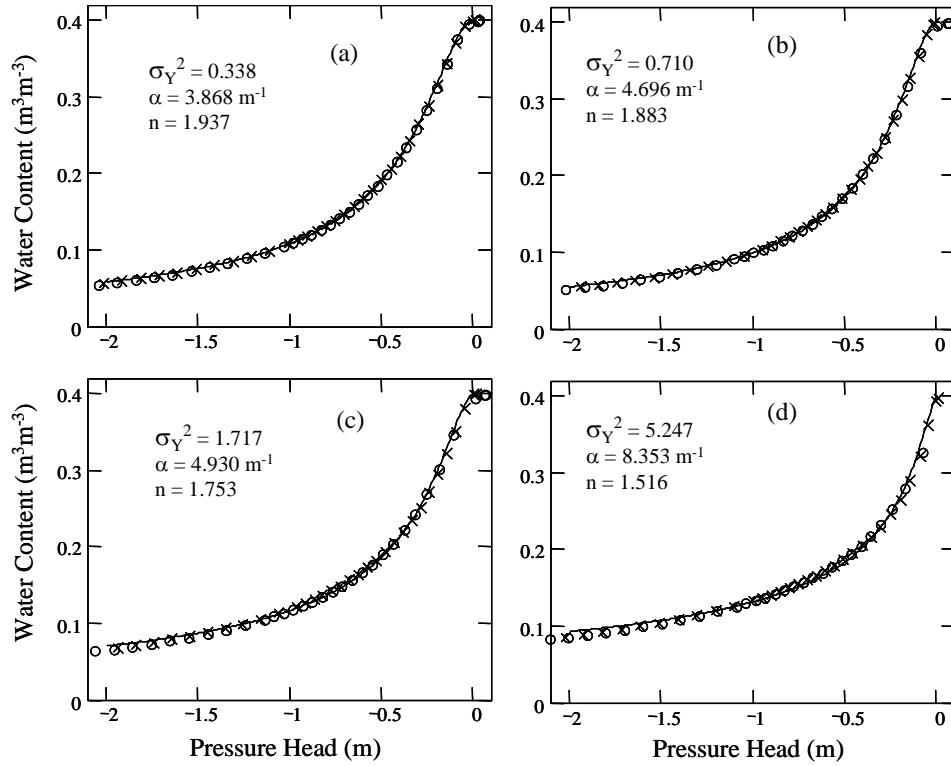 (a)
σY² = 0.338
α = 3.868 m⁻¹
n = 1.937
0.4
0.3
0.2
0.1
0
−2
−1.5
−1
−0.5
0
Water Content (m³m⁻³)
(b)
σY² = 0.710
α = 4.696 m⁻¹
n = 1.883
0.4
0.3
0.2
0.1
0
−2
−1.5
−1
−0.5
0
(c)
σY² = 1.717
α = 4.930 m⁻¹
n = 1.753
0.4
0.3
0.2
0.1
0
−2
−1.5
−1
−0.5
0
Water Content (m³m⁻³)
Pressure Head (m)
(d)
σY² = 5.247
α = 8.353 m⁻¹
n = 1.516
0.4
0.3
0.2
0.1
0
−2
−1.5
−1
−0.5
0
Pressure Head (m)